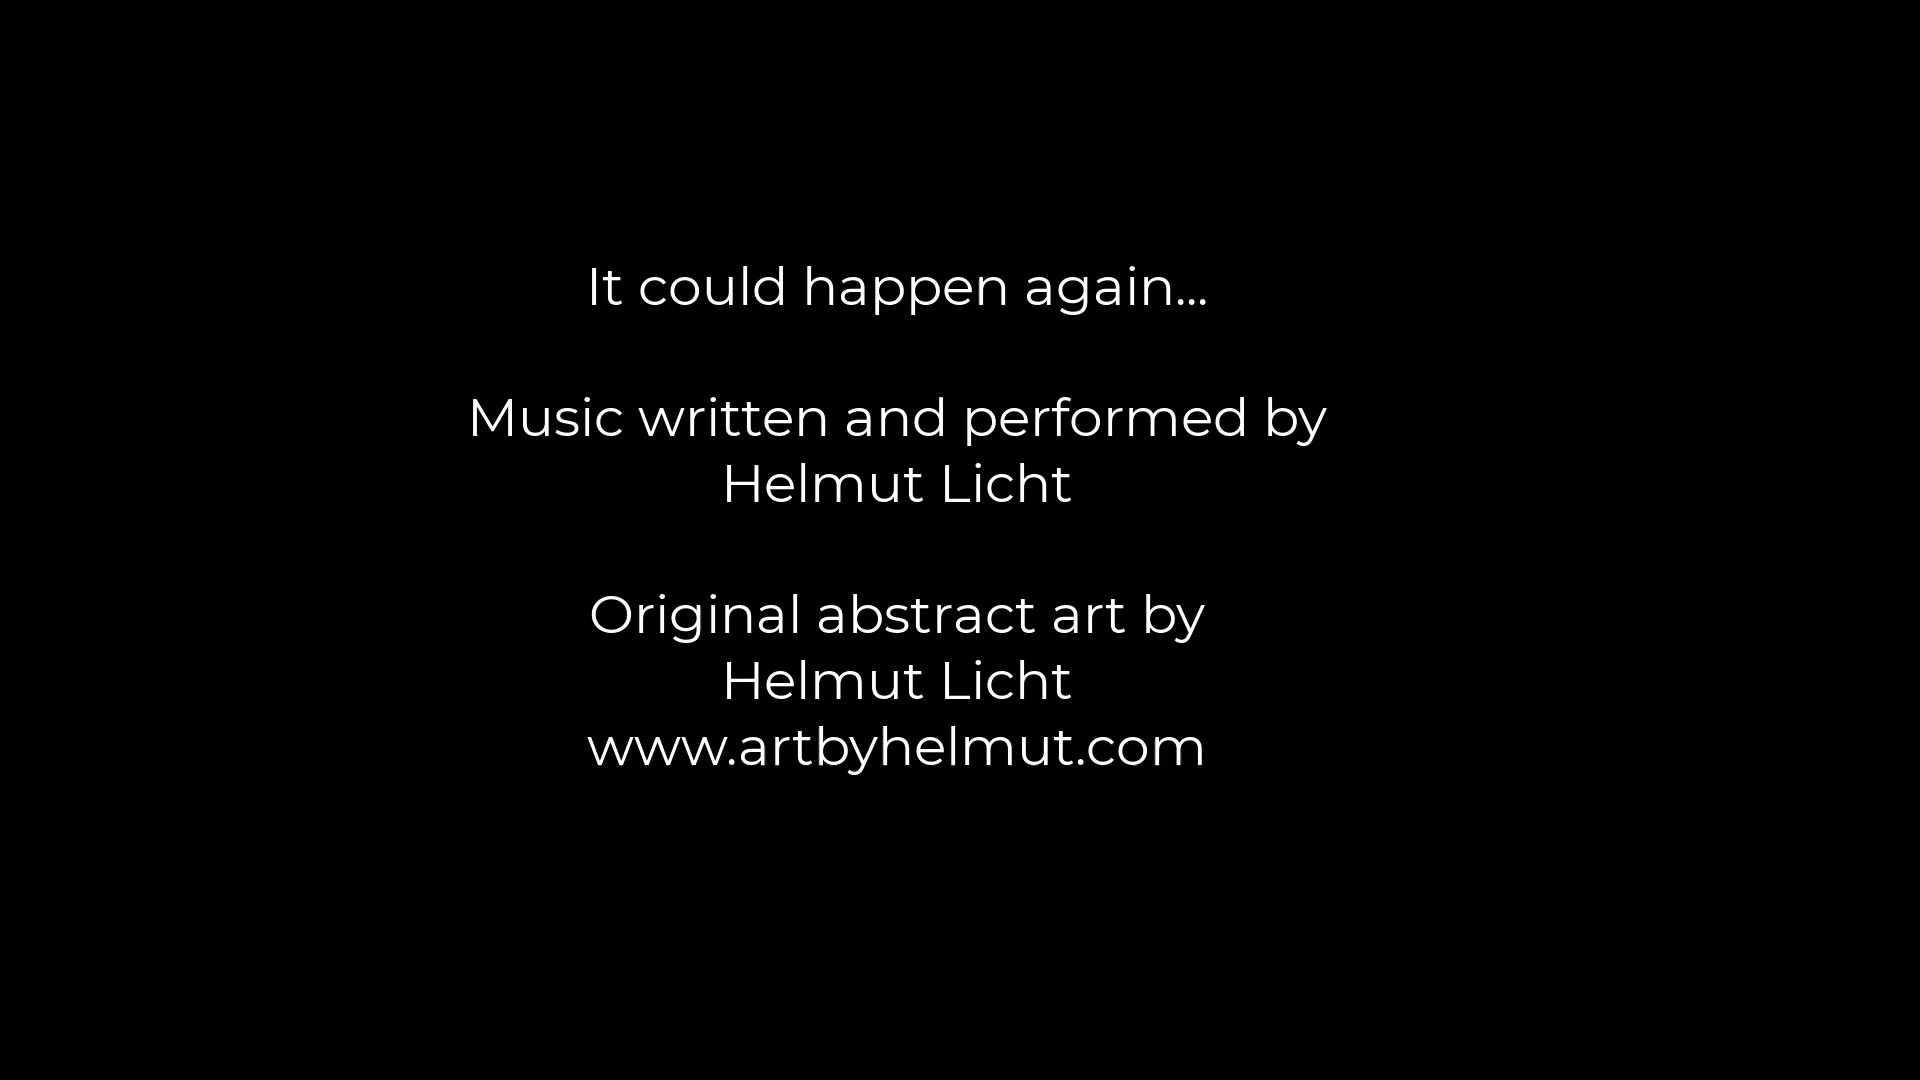 It could happen again...
Music written and performed by
Helmut Licht
Original abstract art by
Helmut Licht
www.artbyhelmut.com